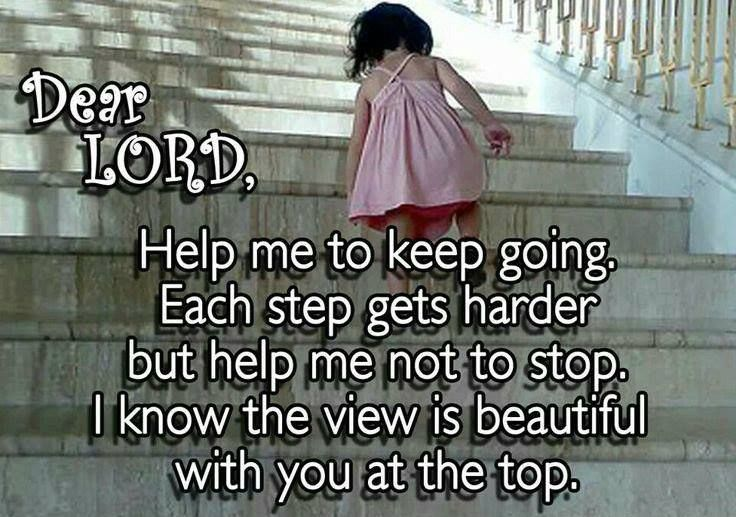 Dear
LORD,
Help me to keep going.
Each step gets harder
but help me not to stop.
I know the view is beautiful
with you at the top.